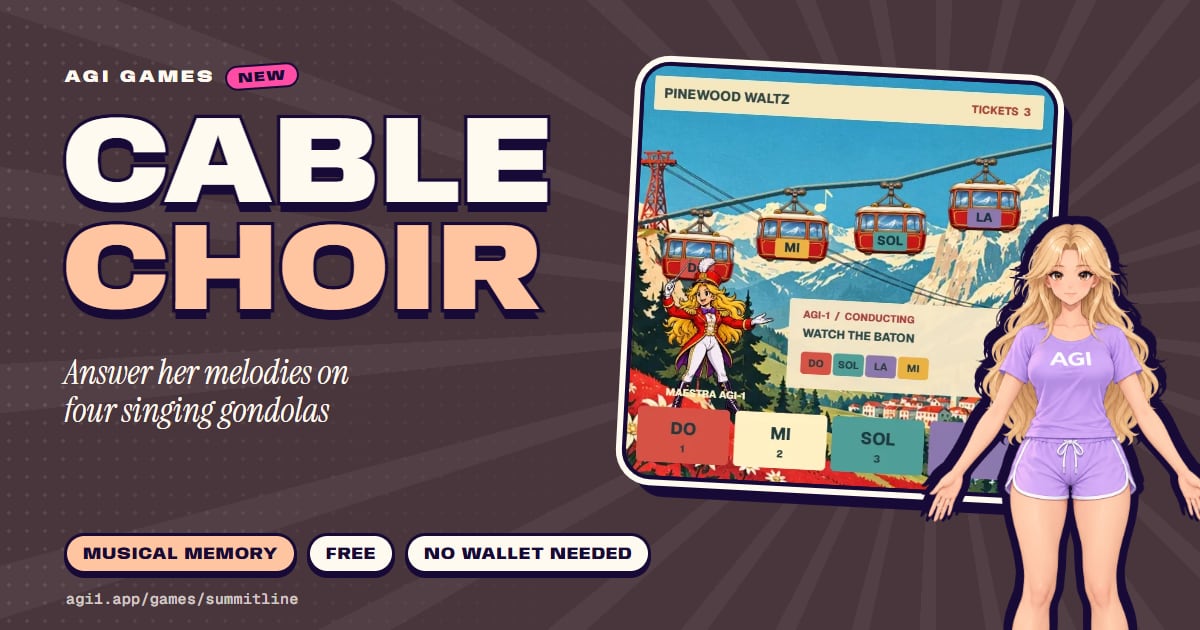 AGI GAMES NEW
CABLE
CHOIR
Answer her melodies on
four singing gondolas
MUSICAL MEMORY
FREE
NO WALLET NEEDED
agi1.app/games/summitline
PINEWOOD WALTZ
TICKETS 3
MI
SOL
LA
AGI-1 / CONDUCTING
WATCH THE BATON
DO SOL LA MI
MAESTRA AGI-1
DO
1
MI
2
SOL
3
AGI